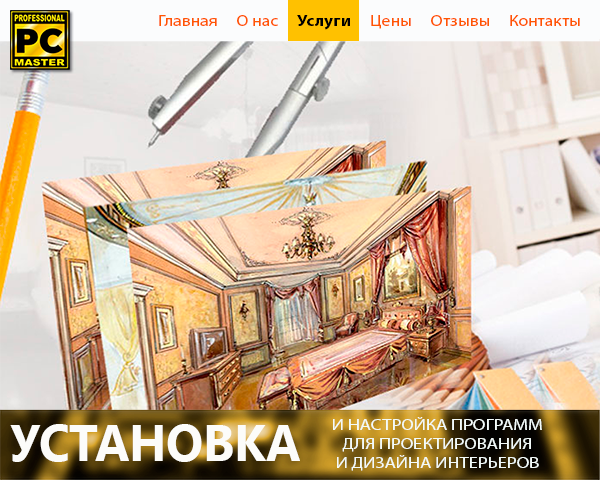 PROFESSIONAL
PC
MASTER
Главная О нас Услуги Цены Отзывы Контакты
УСТАНОВКА
И НАСТРОЙКА ПРОГРАММ
ДЛЯ ПРОЕКТИРОВАНИЯ
И ДИЗАЙНА ИНТЕРЬЕРОВ